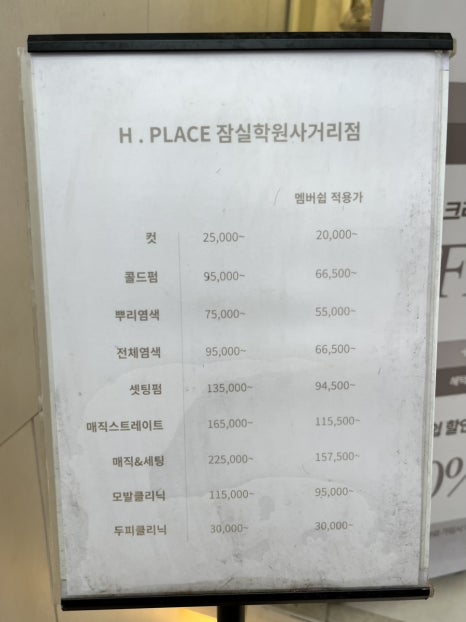 H . PLACE 잠실학원사거리점
멤버쉽 적용가
컷 25,000~ 20,000~
콜드펌 95,000~ 66,500~
뿌리염색 75,000~ 55,000~
전체염색 95,000~ 66,500~
셋팅펌 135,000~ 94,500~
매직스트레이트 165,000~ 115,500~
매직&세팅 225,000~ 157,500~
모발클리닉 115,000~ 95,000~
두피클리닉 30,000~ 30,000~